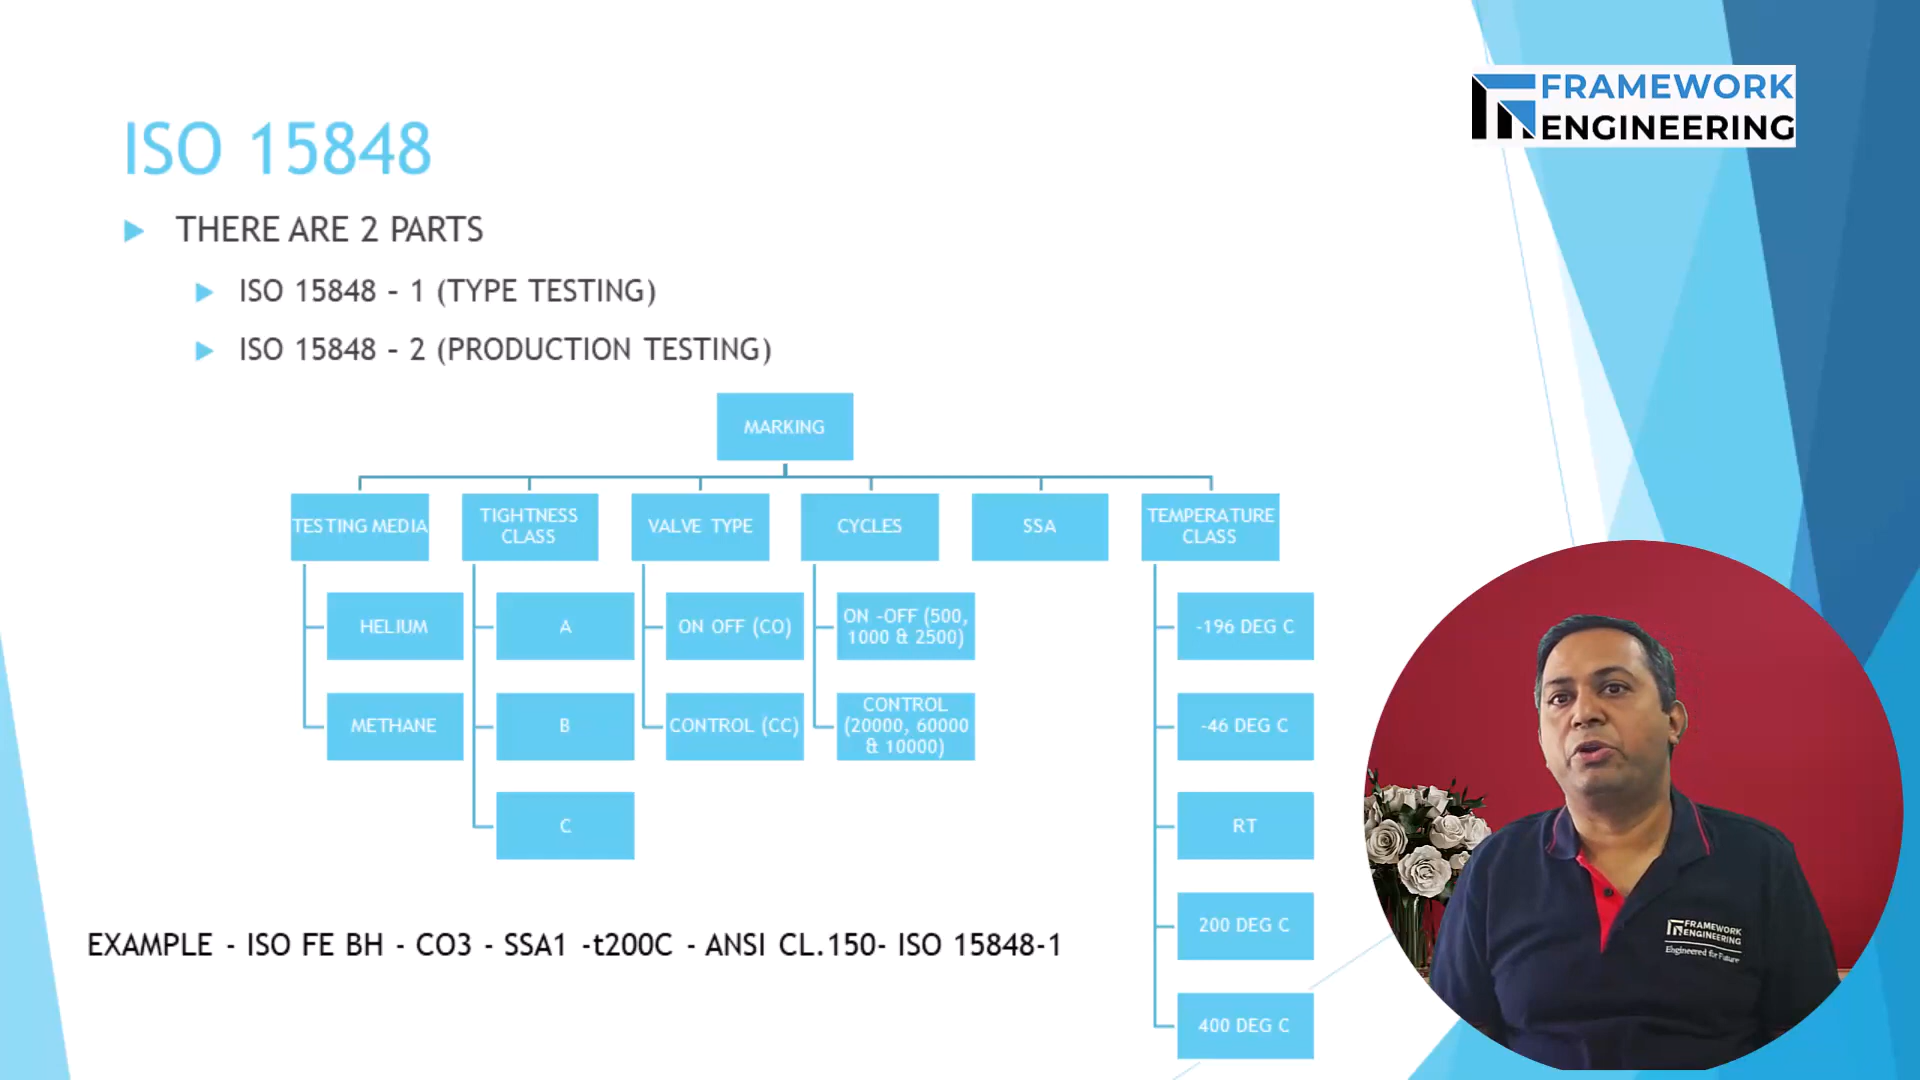 FRAMEWORK
ENGINEERING
ISO 15848
THERE ARE 2 PARTS
ISO 15848 – 1 (TYPE TESTING)
ISO 15848 – 2 (PRODUCTION TESTING)
MARKING
TESTING MEDIA
TIGHTNESS
CLASS
VALVE TYPE
CYCLES
SSA
TEMPERATURE
CLASS
HELIUM
A
ON OFF (CO)
ON -OFF (500,
1000 & 2500)
-196 DEG C
METHANE
B
CONTROL (CC)
CONTROL
(20000, 60000
& 10000)
-46 DEG C
C
RT
200 DEG C
400 DEG C
EXAMPLE - ISO FE BH - CO3 - SSA1 -t200C - ANSI CL.150- ISO 15848-1
FRAMEWORK
ENGINEERING
Engineered for Future